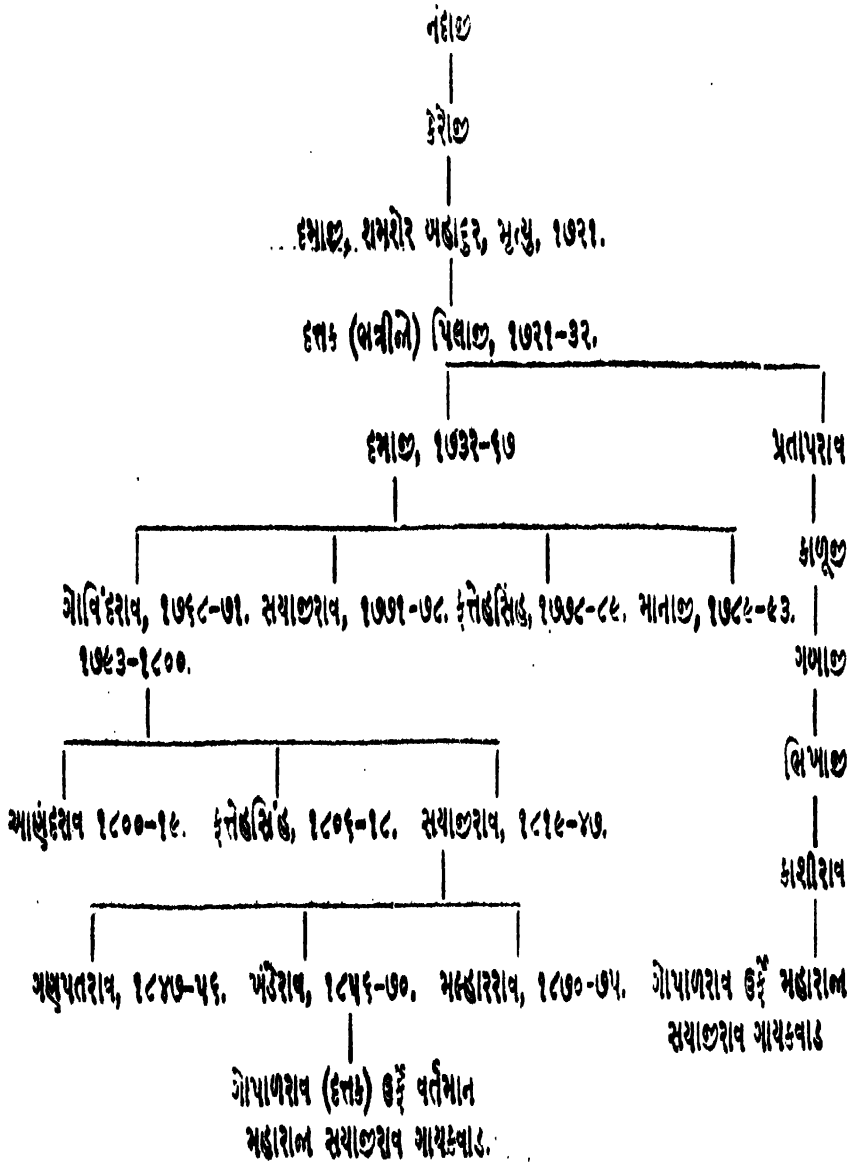 નંદાજી
કેરોજી
દમાજી, શમશેર બહાદુર, મૃત્યુ, ૧૭૨૧.
દત્તક (ભત્રીજો) પિલાજી, ૧૭૨૧-૩૨.
દમાજી, ૧૭૩૨-૬૭ પ્રતાપરાવ
કાળૂજી
ગોવિંદરાવ, ૧૭૬૮-૭૧. સયાજીરાવ, ૧૭૭૧-૭૮. ફત્તેહસિંહ, ૧૭૭૮-૮૯. માનાજી, ૧૭૮૯-૯૩.
૧૭૯૩-૧૮૦૦. ગબાજી
ભિખાજી
આણંદરાવ ૧૮૦૦-૧૯. ફત્તેહસિંહ, ૧૮૦૬-૧૮. સયાજીરાવ, ૧૮૧૯-૪૭.
કાશીરાવ
ગણપતરાવ, ૧૮૪૭-૫૬. ખંડેરાવ, ૧૮૫૬-૭૦. મલ્હારરાવ, ૧૮૭૦-૭૫. ગોપાળરાવ ઉર્ફે મહારાજા
સયાજીરાવ ગાયકવાડ
ગોપાળરાવ (દત્તક) ઉર્ફે વર્તમાન
મહારાજા સયાજીરાવ ગાયકવાડ.